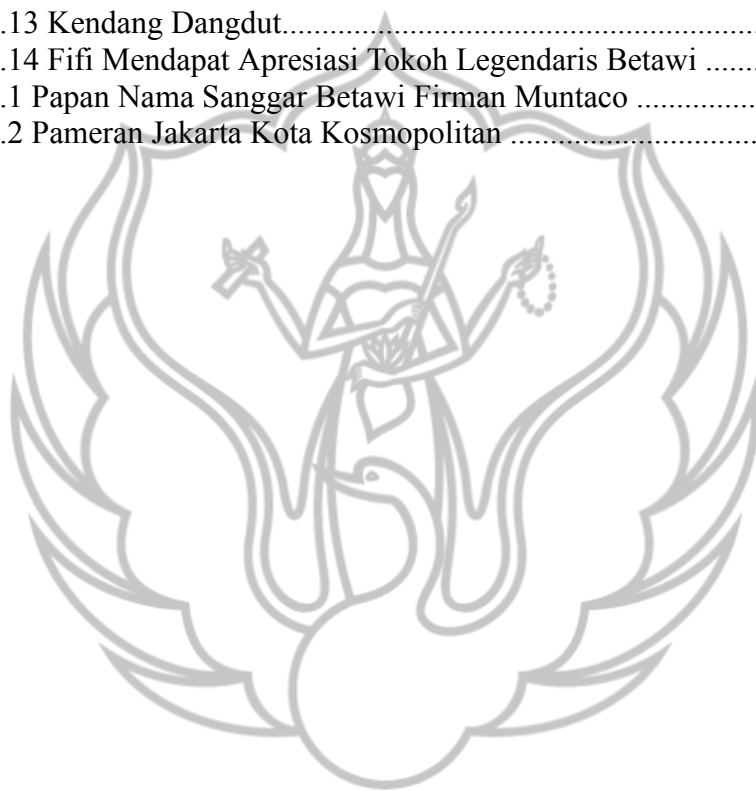 .13 Kendang Dangdut............................................................
.14 Fifi Mendapat Apresiasi Tokoh Legendaris Betawi .......
.1 Papan Nama Sanggar Betawi Firman Muntaco ................
.2 Pameran Jakarta Kota Kosmopolitan ...............................